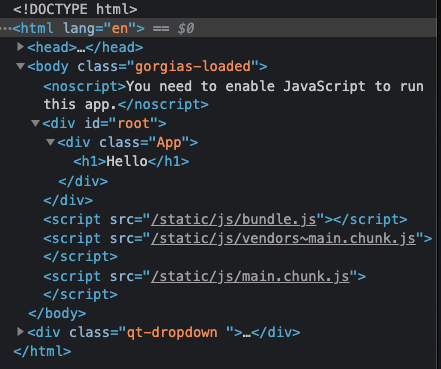 <!DOCTYPE html>
···<html lang="en"> == $0
▶<head>…</head>
▼<body class="gorgias-loaded">
<noscript>You need to enable JavaScript to run
this app.</noscript>
▼<div id="root">
▼<div class="App">
<h1>Hello</h1>
</div>
</div>
<script src="/static/js/bundle.js"></script>
<script src="/static/js/vendors~main.chunk.js">
</script>
<script src="/static/js/main.chunk.js">
</script>
</body>
▶<div class="qt-dropdown ">…</div>
</html>